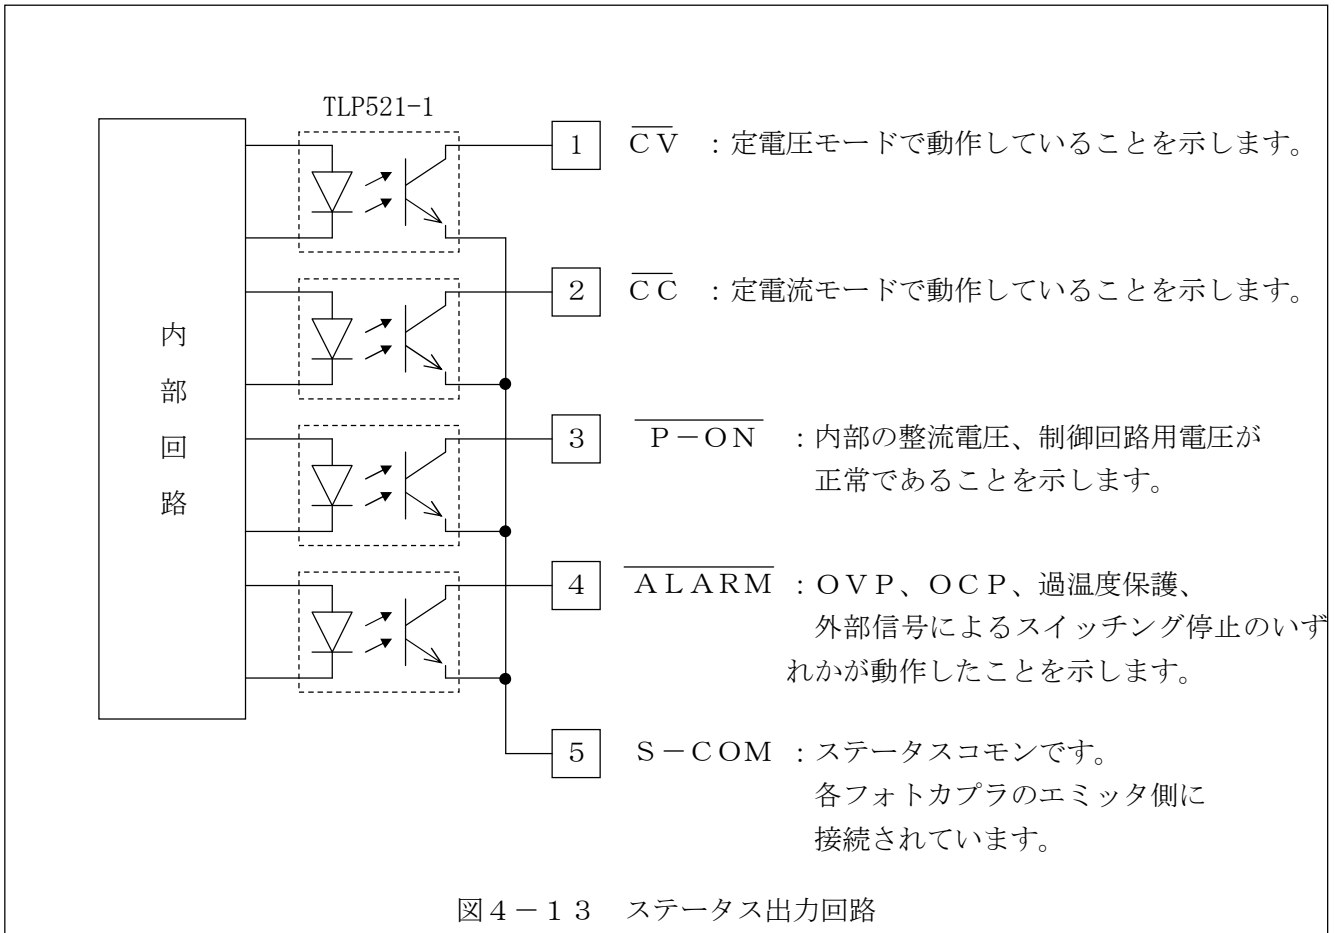 TLP521-1
内部回路
1 C̅V̅ :定電圧モードで動作していることを示します。
2 C̅C̅ :定電流モードで動作していることを示します。
3 P̅-̅O̅N̅ :内部の整流電圧、制御回路用電圧が
正常であることを示します。
4 A̅L̅A̅R̅M̅ :OVP、OCP、過温度保護、
外部信号によるスイッチング停止のいず
れかが動作したことを示します。
5 S-COM :ステータスコモンです。
各フォトカプラのエミッタ側に
接続されています。
図4-13 ステータス出力回路